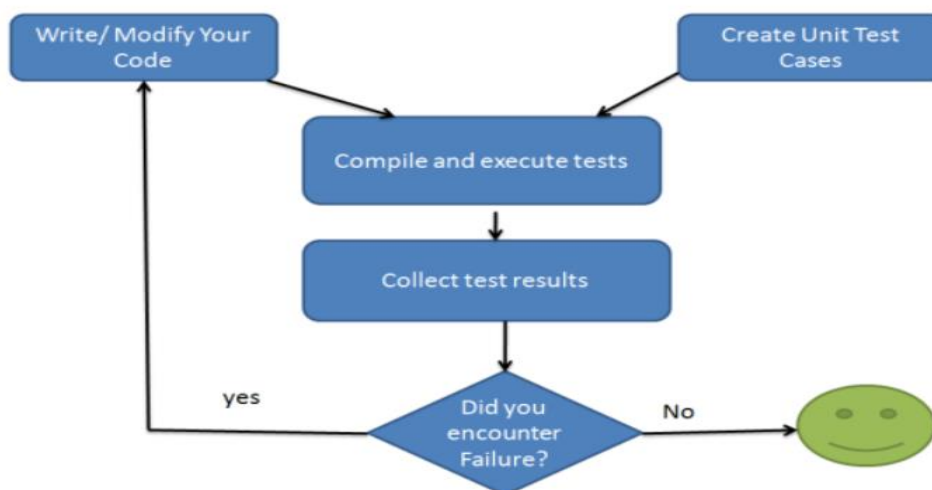 Write/ Modify Your
Code
Create Unit Test
Cases
Compile and execute tests
Collect test results
yes
Did you
encounter
Failure?
No